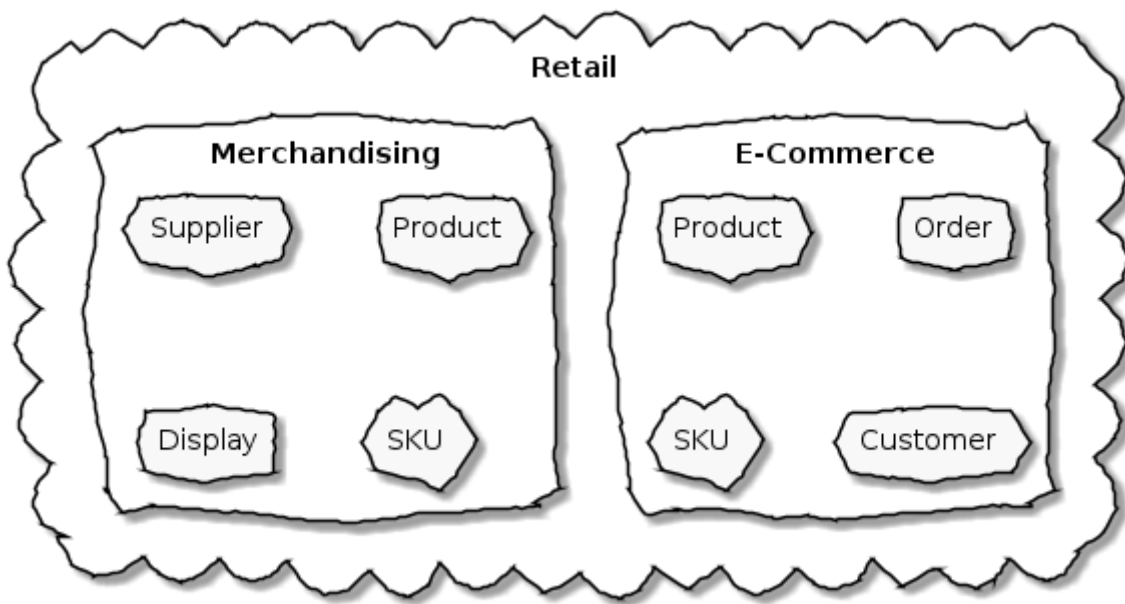 Retail
Merchandising
Supplier
Product
Display
SKU
E-Commerce
Product
Order
SKU
Customer